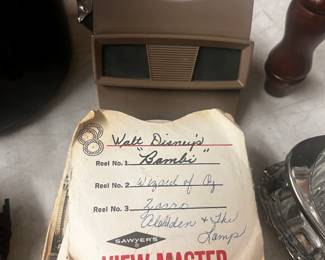 8
Walt Disney's
Reel No. 1 "Bambi"
Reel No. 2 Wizard of Oz
Reel No. 3 Zorro
Aladden & The
Lamp
SAWYER'S
VIEW-MASTER